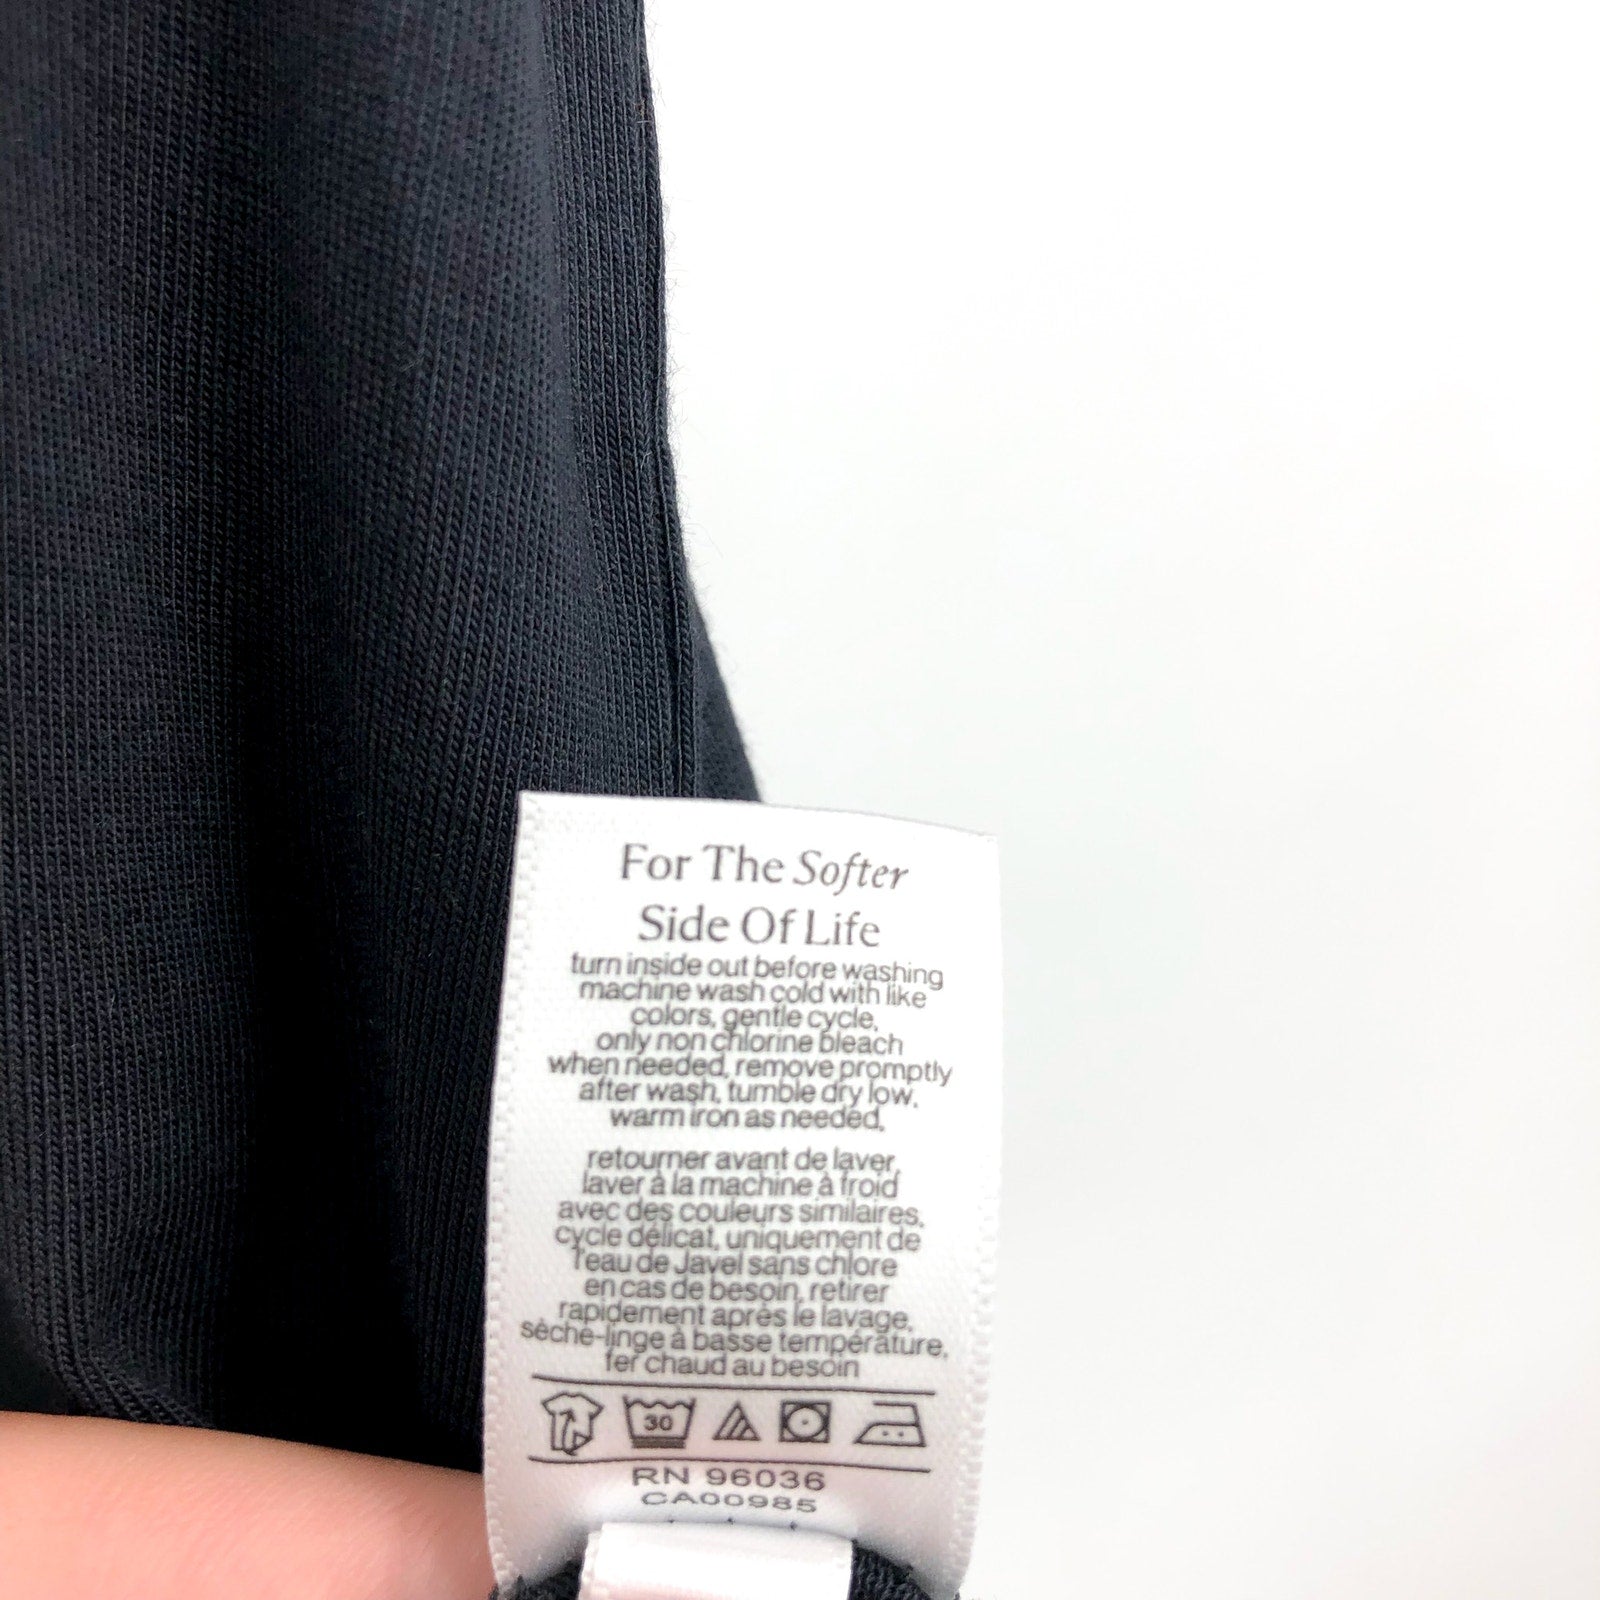 For The Softer
Side Of Life
turn inside out before washing
machine wash cold with like
colors, gentle cycle,
only non chlorine bleach
when needed, remove promptly
after wash, tumble dry low,
warm iron as needed,
retourner avant de laver,
laver à la machine à froid
avec des couleurs similaires,
cycle délicat, uniquement de
l'eau de Javel sans chlore
en cas de besoin, retirer
rapidement après le lavage,
sèche-linge à basse température,
fer chaud au besoin
30
RN 96036
CA00985